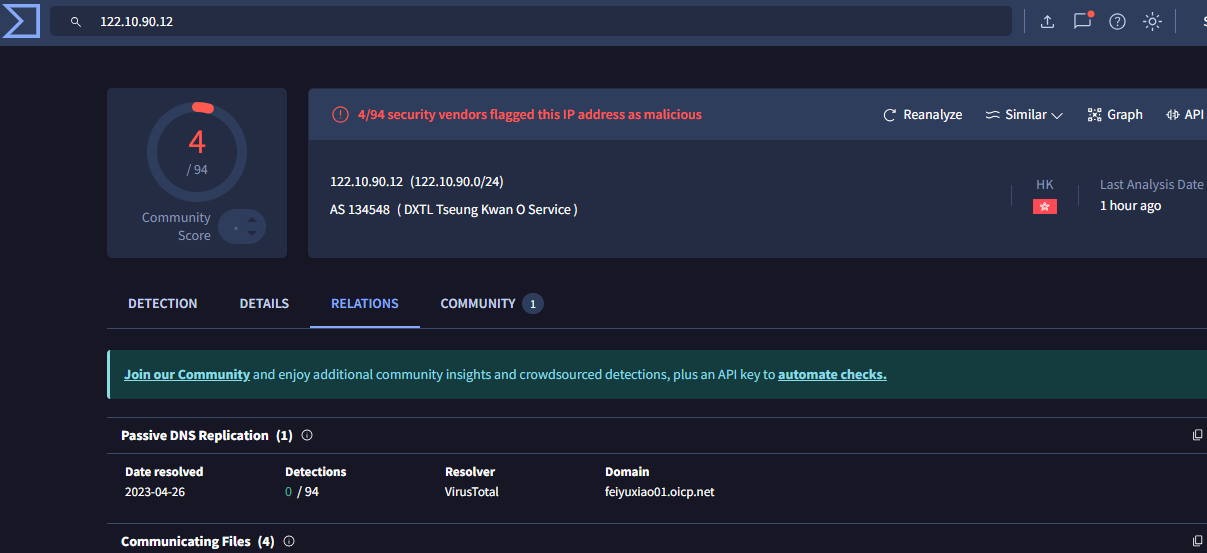 122.10.90.12
4
/ 94
Community
Score
4/94 security vendors flagged this IP address as malicious
Reanalyze
Similar
Graph
API
122.10.90.12 (122.10.90.0/24)
AS 134548 ( DXTL Tseung Kwan O Service )
HK
Last Analysis Date
1 hour ago
DETECTION
DETAILS
RELATIONS
COMMUNITY 1
Join our Community and enjoy additional community insights and crowdsourced detections, plus an API key to automate checks.
Passive DNS Replication (1)
Date resolved Detections Resolver Domain
2023-04-26 0 / 94 VirusTotal feiyuxiao01.oicp.net
Communicating Files (4)